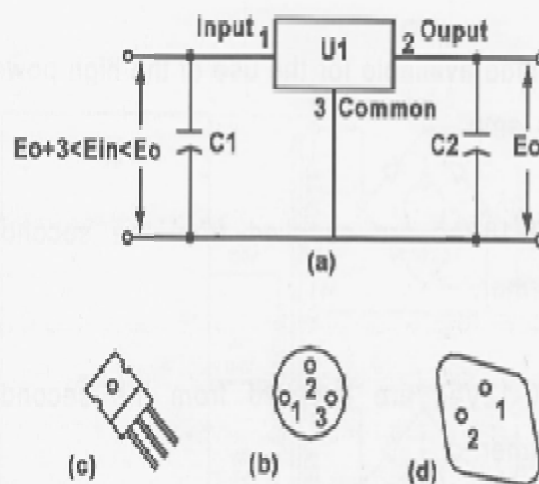 Input 1 U1 2 Ouput
3 Common
Eo+3<Ein<Eo C1 C2 Eo
(a)
2
1 3 1
2
(c) (b) (d)